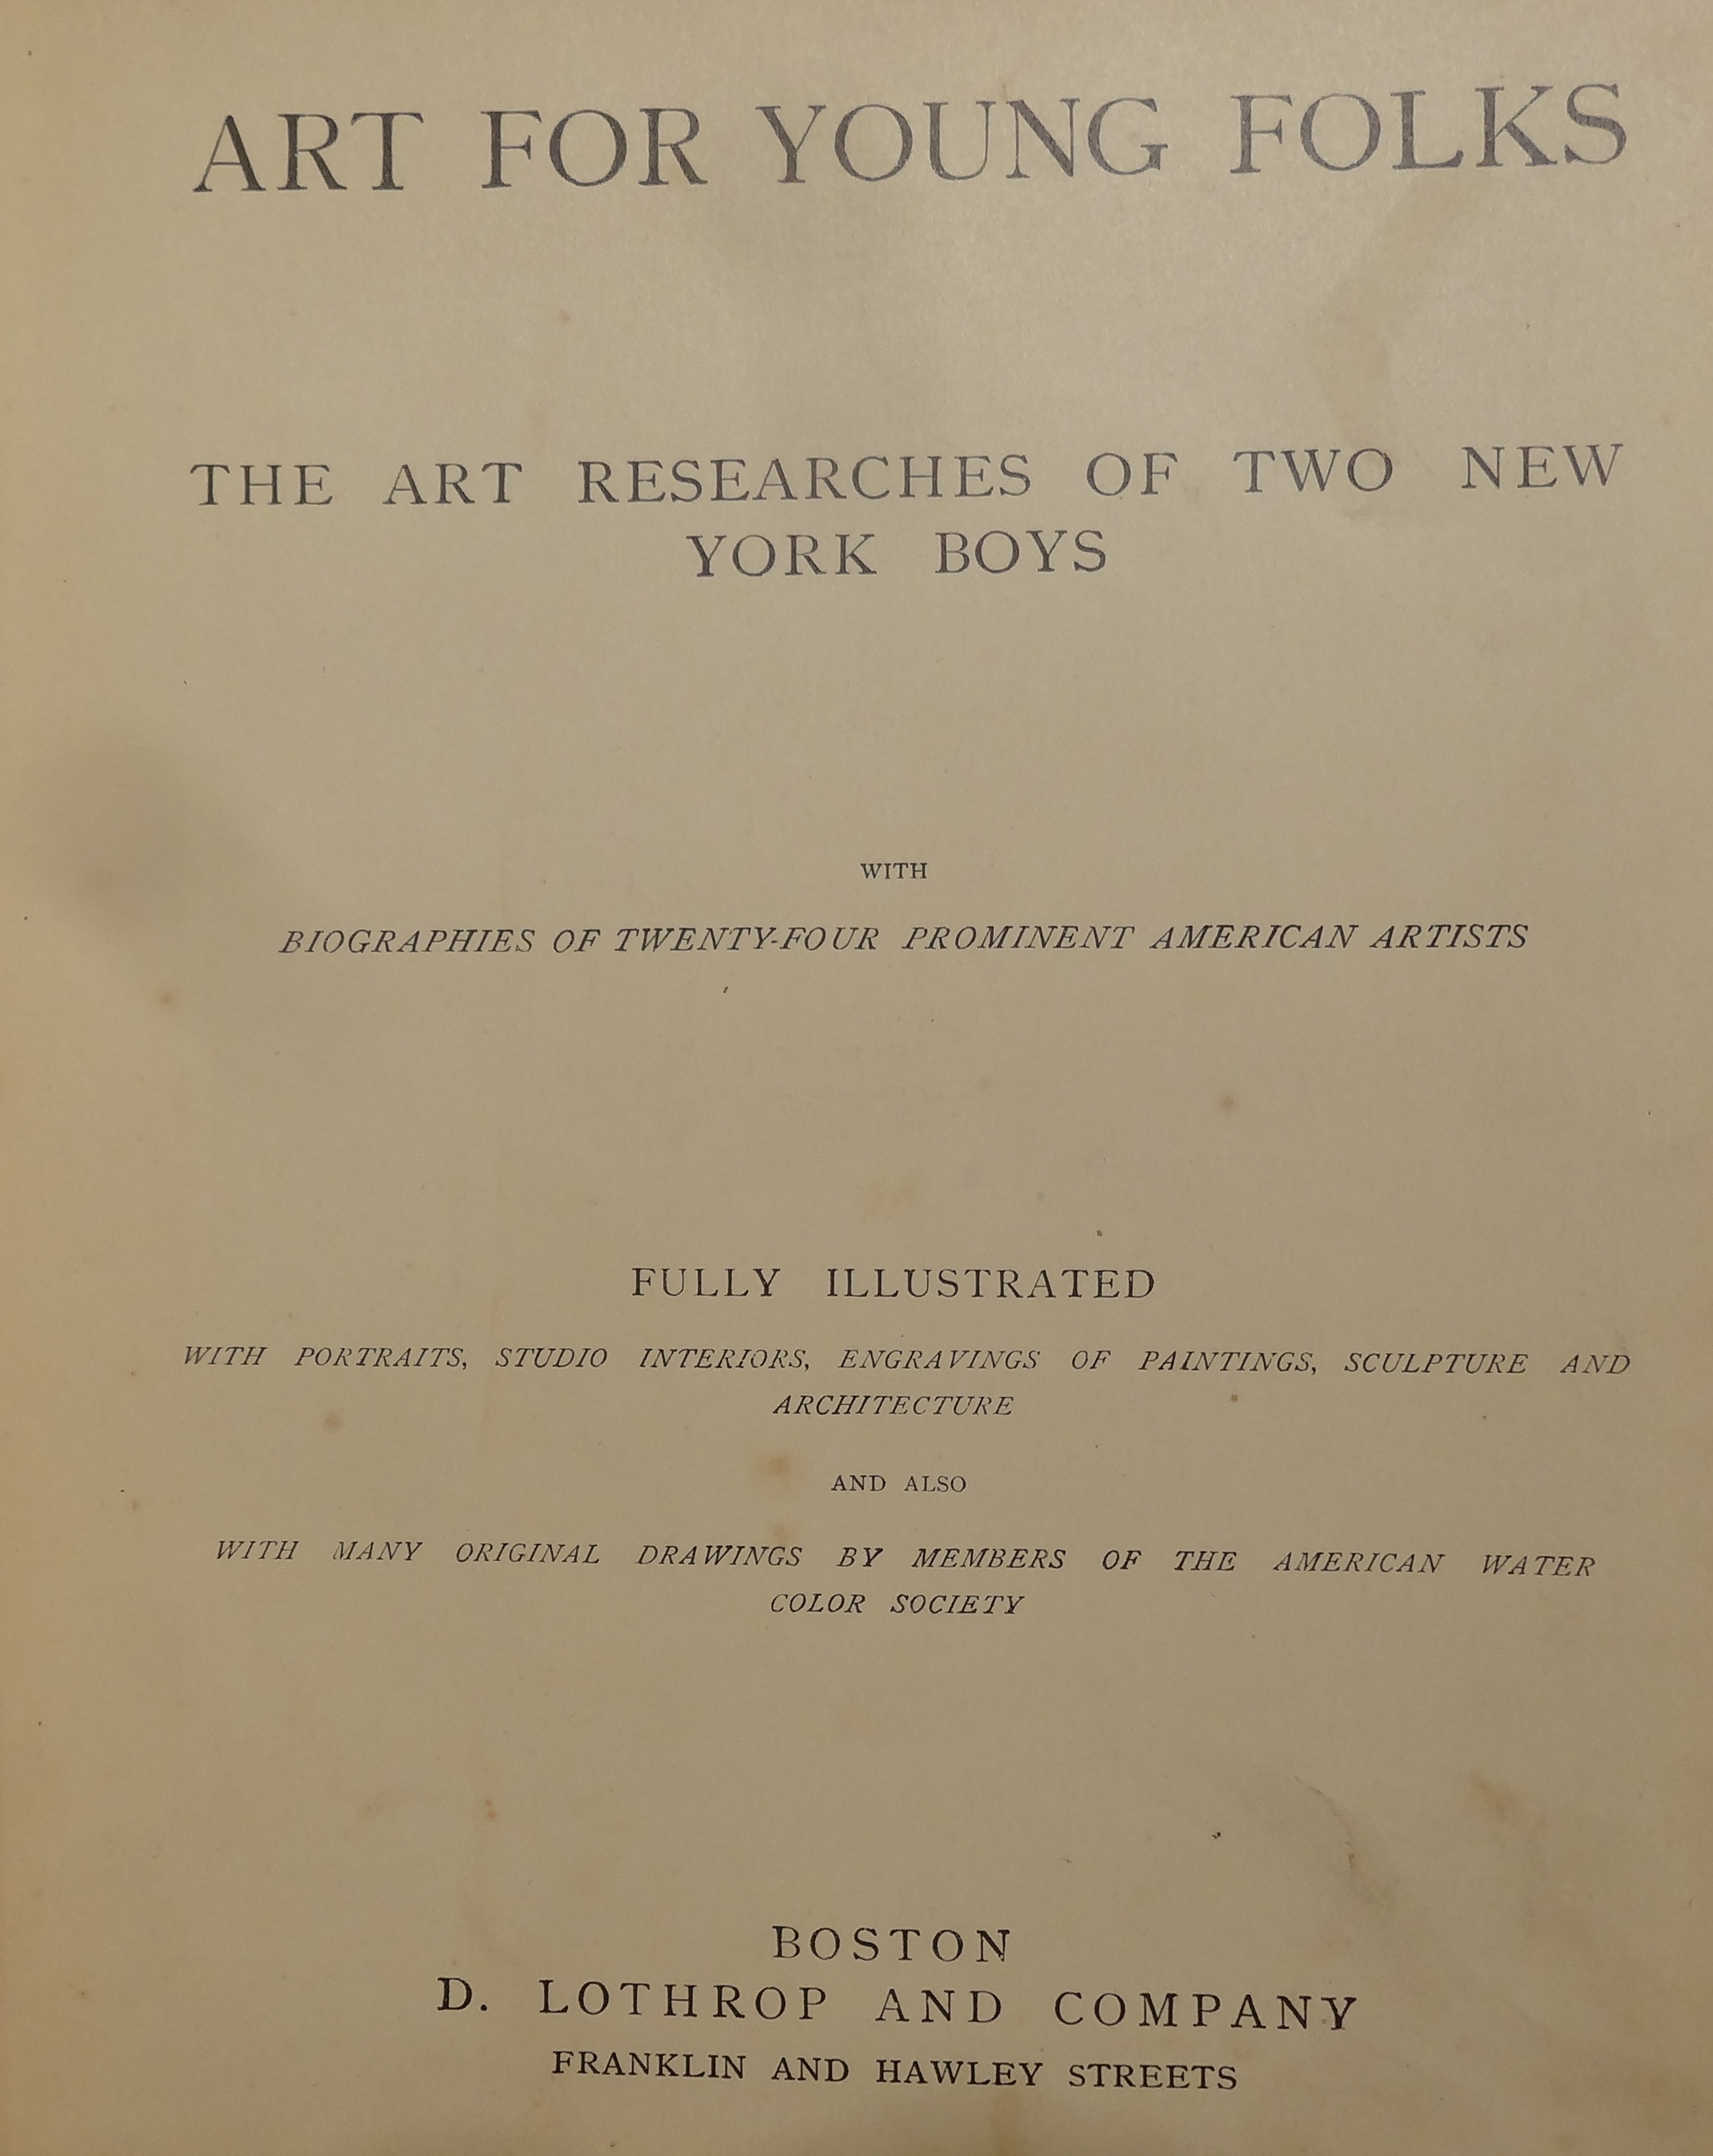 ART FOR YOUNG FOLKS
THE ART RESEARCHES OF TWO NEW
YORK BOYS
WITH
BIOGRAPHIES OF TWENTY-FOUR PROMINENT AMERICAN ARTISTS
FULLY ILLUSTRATED
WITH PORTRAITS, STUDIO INTERIORS, ENGRAVINGS OF PAINTINGS, SCULPTURE AND
ARCHITECTURE
AND ALSO
WITH MANY ORIGINAL DRAWINGS BY MEMBERS OF THE AMERICAN WATER
COLOR SOCIETY
BOSTON
D. LOTHROP AND COMPANY
FRANKLIN AND HAWLEY STREETS